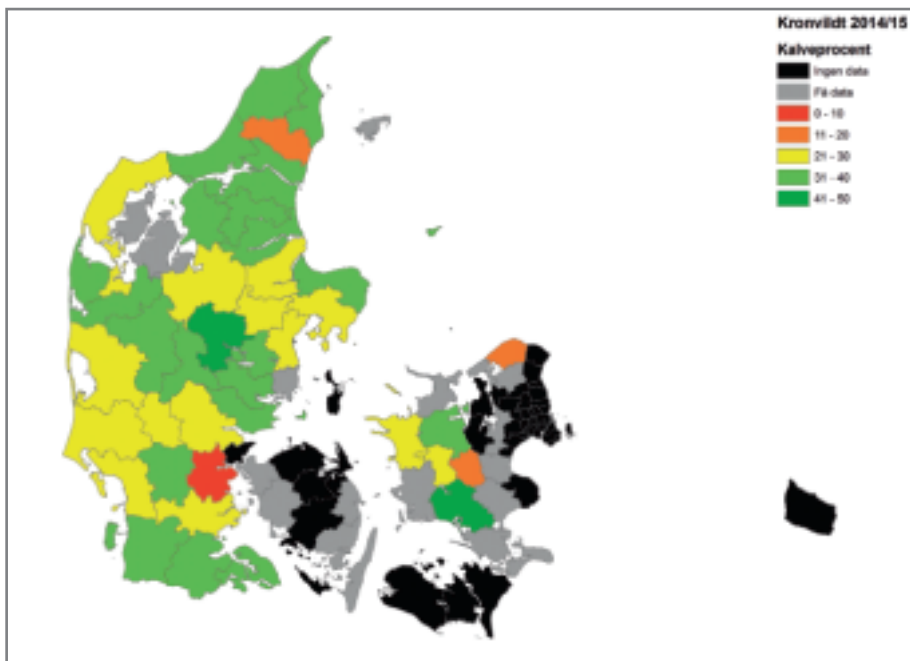 Kronvildt 2014/15
Kalveprocent
Ingen data
Få data
0 - 10
11 - 20
21 - 30
31 - 40
41 - 50